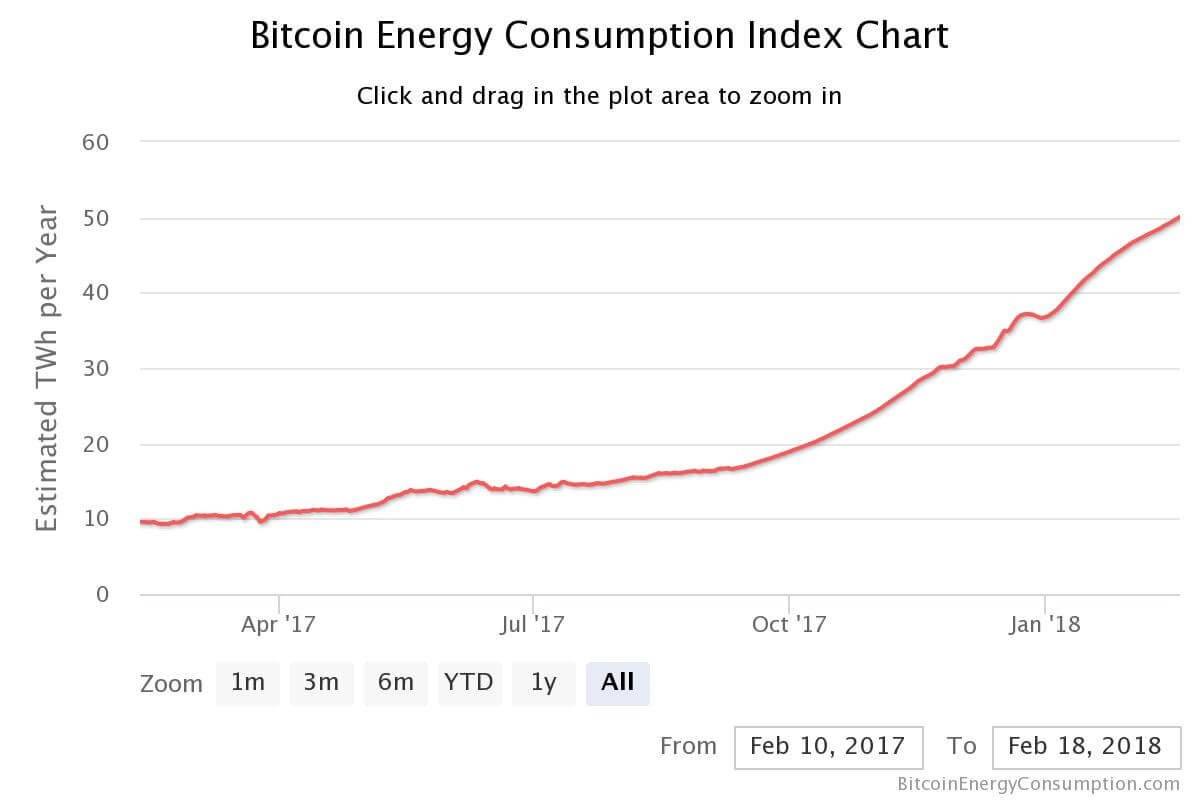 Bitcoin Energy Consumption Index Chart
Click and drag in the plot area to zoom in
Estimated TWh per Year
60
50
40
30
20
10
0
Apr '17 Jul '17 Oct '17 Jan '18
Zoom 1m 3m 6m YTD 1y All
From Feb 10, 2017 To Feb 18, 2018
BitcoinEnergyConsumption.com